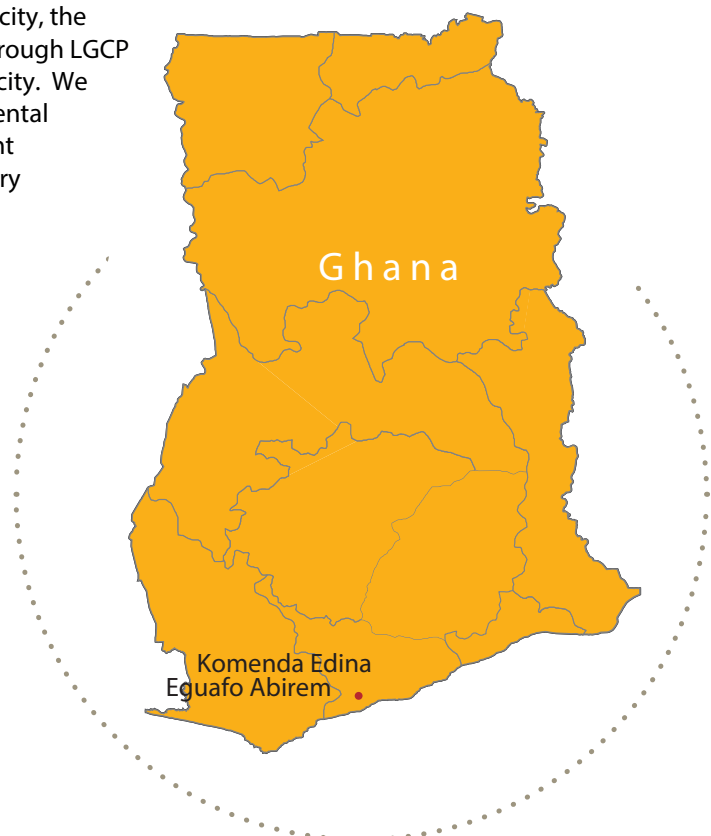 city, the
rough LGCP
city. We
ental
nt
ry
Ghana
Komenda Edina
Eguafo Abirem